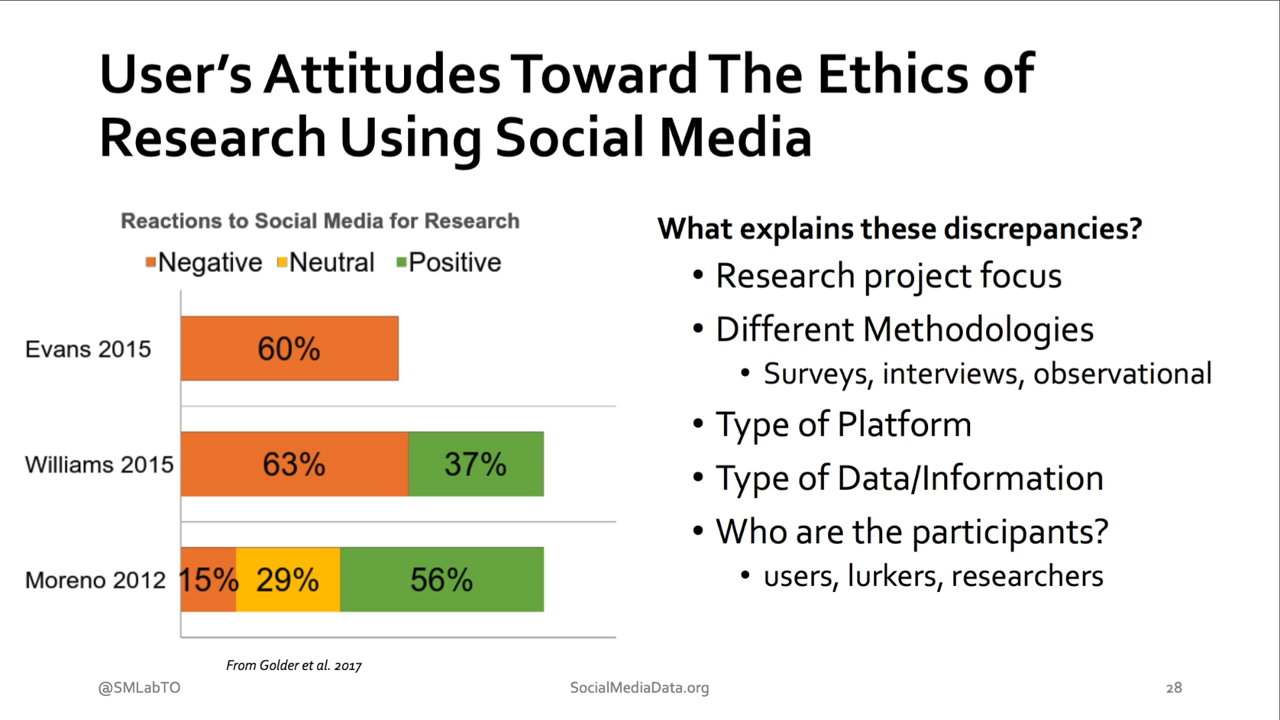 User's Attitudes Toward The Ethics of
Research Using Social Media
Reactions to Social Media for Research
Negative Neutral Positive
Evans 2015 60%
Williams 2015 63% 37%
Moreno 2012 15% 29% 56%
From Golder et al. 2017
What explains these discrepancies?
• Research project focus
• Different Methodologies
• Surveys, interviews, observational
• Type of Platform
• Type of Data/Information
• Who are the participants?
• users, lurkers, researchers
@SMLabTO
SocialMediaData.org
28